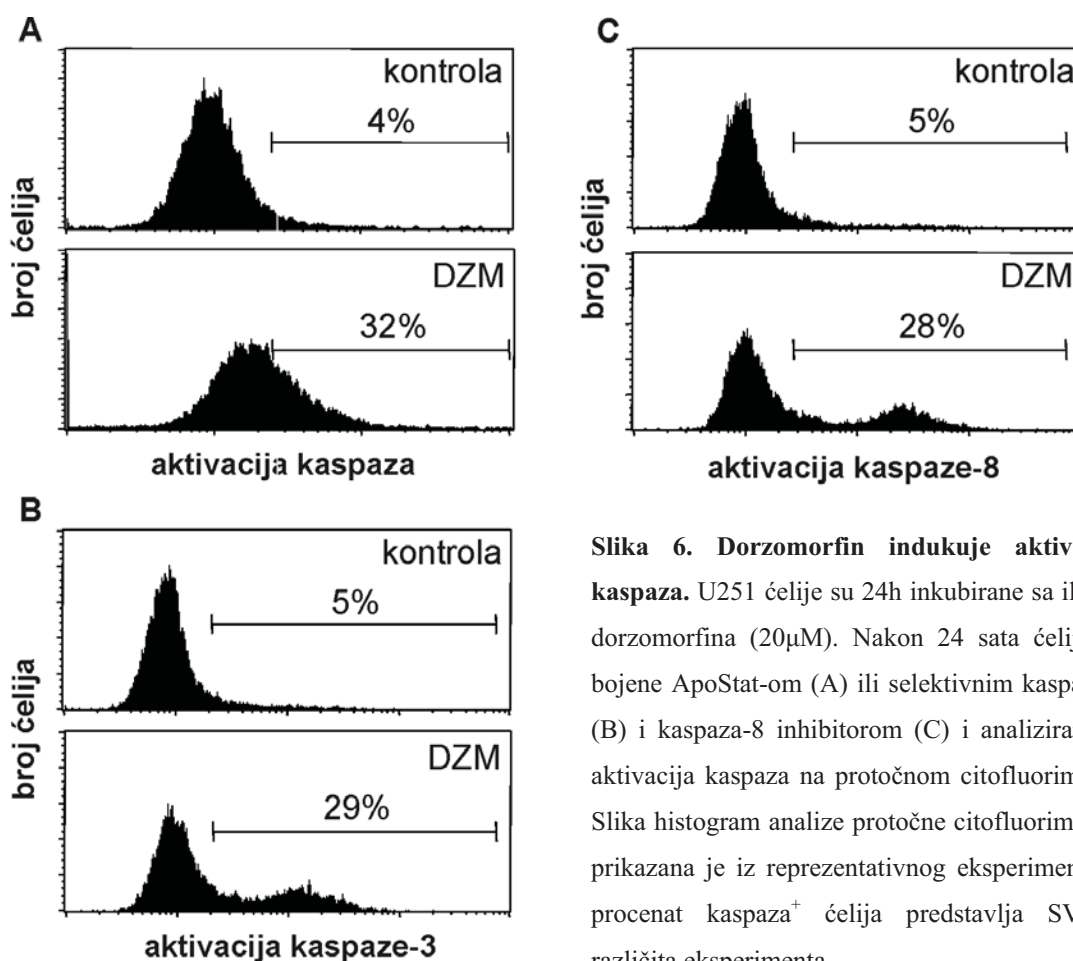 A
kontrola
4%
DZM
32%
broj ćelija
aktivacija kaspaza
B
kontrola
5%
DZM
29%
broj ćelija
aktivacija kaspaze-3
C
kontrola
5%
DZM
28%
broj ćelija
aktivacija kaspaze-8
Slika 6. Dorzomorfin indukuje
kaspaza. U251 ćelije su 24h inkubirane sa
dorzomorfina (20μM). Nakon 24 sata
bojene ApoStat-om (A) ili selektivnim
(B) i kaspaza-8 inhibitorom (C) i
aktivacija kaspaza na protočnom
Slika histogram analize protočne
prikazana je iz reprezentativnog
procenat kaspaza⁺ ćelija predstavlja